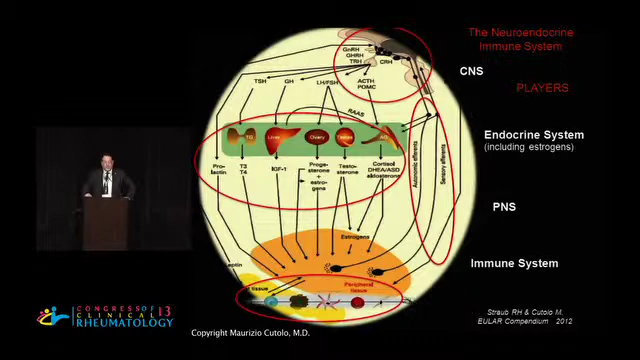 The Neuroendocrine
Immune System
PLAYERS
CNS
Endocrine System
(including estrogens)
PNS
Immune System
GnRH
GHRH
TRH
CRH
TSH
GH
LH/FSH
ACTH
POMC
RAAS
TG
Liver
Ovary
Testes
AG
Pro-
lactin
T3
T4
IGF-1
Proge-
sterone
+
estro-
gens
Testo-
sterone
Cortisol
DHEA/ASD
aldosterone
Autonomic efferents
Sensory afferents
Estrogens
Leptin
tissue
Peripheral
tissue
CONGRESS OF 13
CLINICAL
RHEUMATOLOGY
Copyright Maurizio Cutolo, M.D.
Straub RH & Cutolo M.
EULAR Compendium 2012